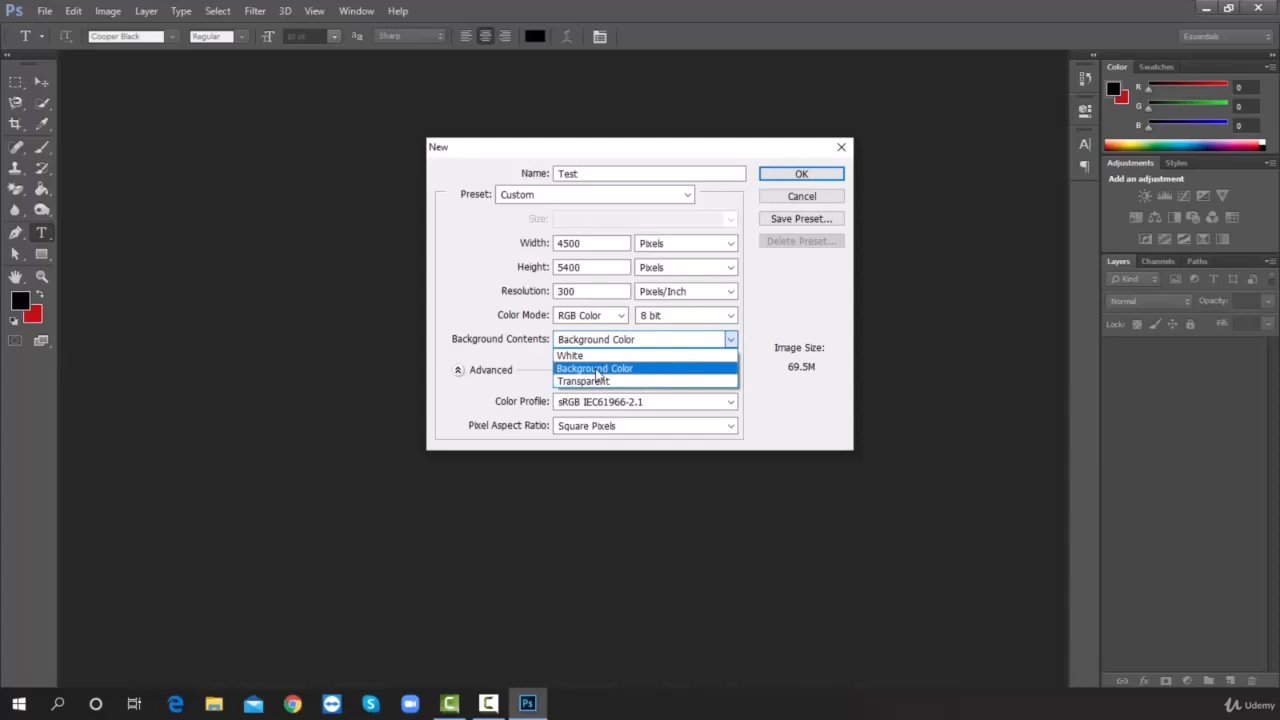 Ps File Edit Image Layer Type Select Filter 3D View Window Help
T T Cooper Black Regular T Sharp Essentials
Color Swatches
R 0
G 0
B 0
Adjustments Styles
Add an adjustment
Layers Channels Paths
Kind
Normal Opacity:
Lock: Fill:
New
Name: Test OK
Preset: Custom Cancel
Size: Save Preset...
Width: 4500 Pixels Delete Preset...
Height: 5400 Pixels
Resolution: 300 Pixels/Inch
Color Mode: RGB Color 8 bit
Background Contents: Background Color
White
Background Color
Transparent
Advanced
Color Profile: sRGB IEC61966-2.1
Pixel Aspect Ratio: Square Pixels
Image Size:
69.5M
Ps
Udemy